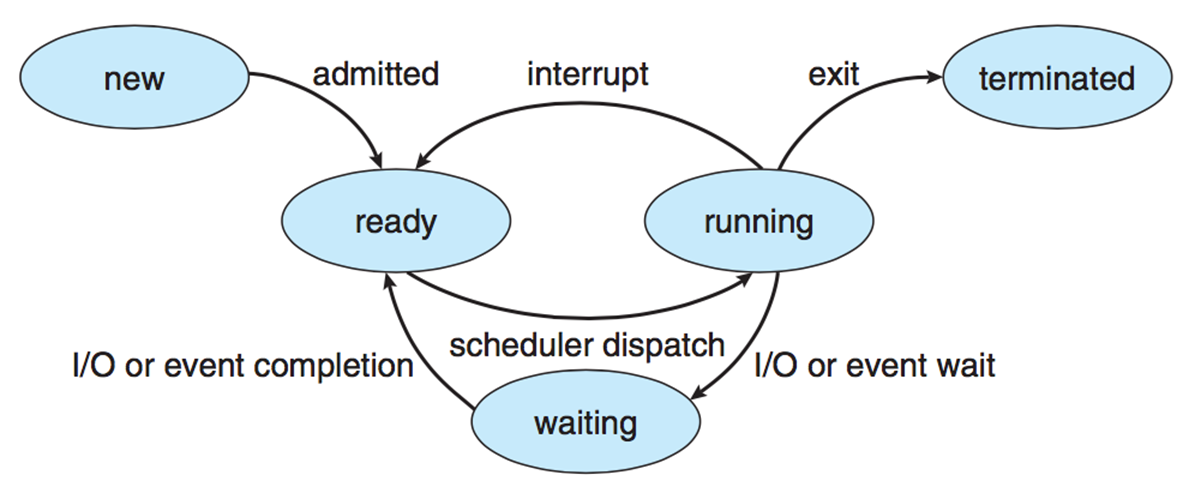 new
admitted
interrupt
exit
terminated
ready
running
scheduler dispatch
I/O or event completion
I/O or event wait
waiting